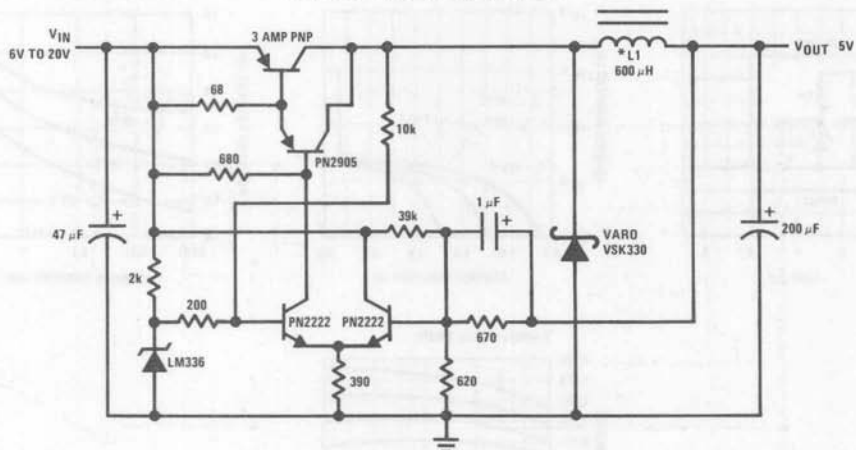 VIN
6V TO 20V
3 AMP PNP
*L1
600 μH
VOUT 5V
68
10k
PN2905
680
39k
1 μF
+
+
+
47 μF
VARO
VSK330
200 μF
2k
200
PN2222
PN2222
670
LM336
390
620